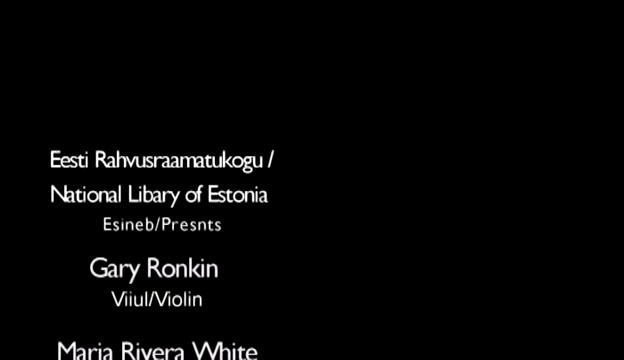 Eesti Rahvusraamatukogu /
National Libary of Estonia
Esineb/Presnts
Gary Ronkin
Viiul/Violin
Maria Rivera White